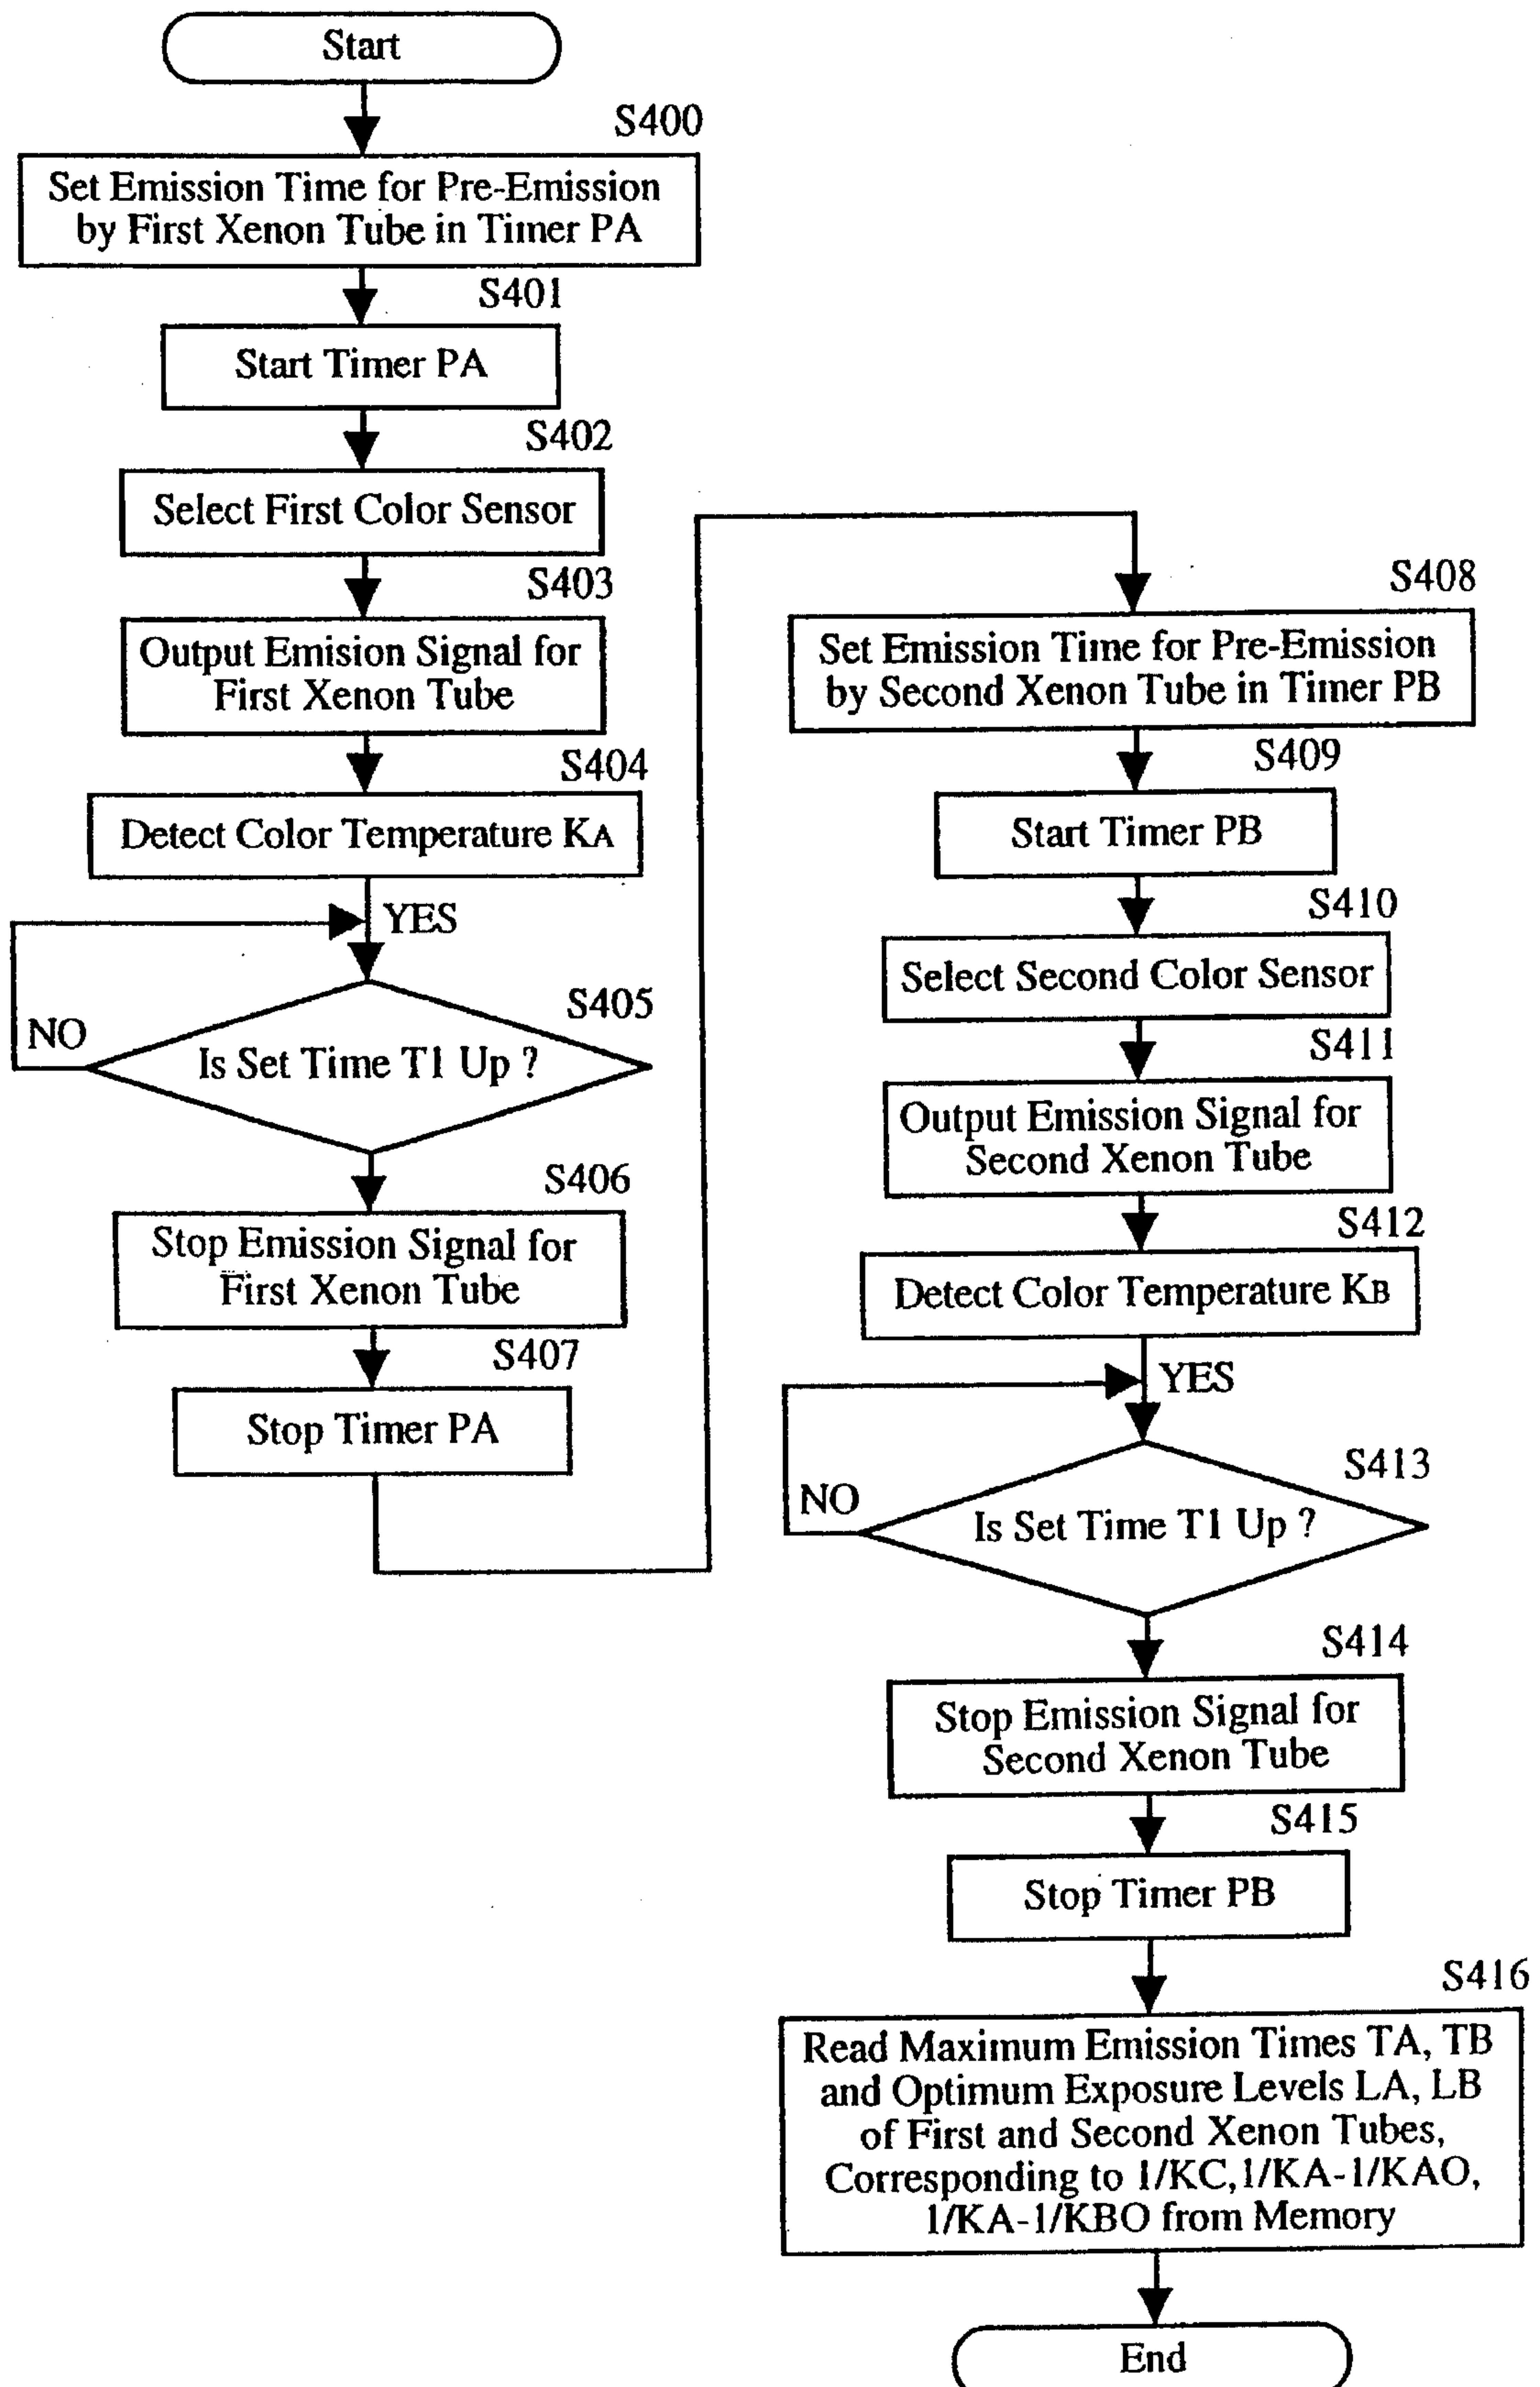 Start
S400
Set Emission Time for Pre-Emission
by First Xenon Tube in Timer PA
S401
Start Timer PA
S402
Select First Color Sensor
S403
Output Emision Signal for
First Xenon Tube
S404
Detect Color Temperature KA
YES
NO
S405
Is Set Time T1 Up ?
S406
Stop Emission Signal for
First Xenon Tube
S407
Stop Timer PA
S408
Set Emission Time for Pre-Emission
by Second Xenon Tube in Timer PB
S409
Start Timer PB
S410
Select Second Color Sensor
S411
Output Emission Signal for
Second Xenon Tube
S412
Detect Color Temperature KB
YES
NO
S413
Is Set Time T1 Up ?
S414
Stop Emission Signal for
Second Xenon Tube
S415
Stop Timer PB
S416
Read Maximum Emission Times TA, TB
and Optimum Exposure Levels LA, LB
of First and Second Xenon Tubes,
Corresponding to 1/KC,1/KA-1/KAO,
1/KA-1/KBO from Memory
End